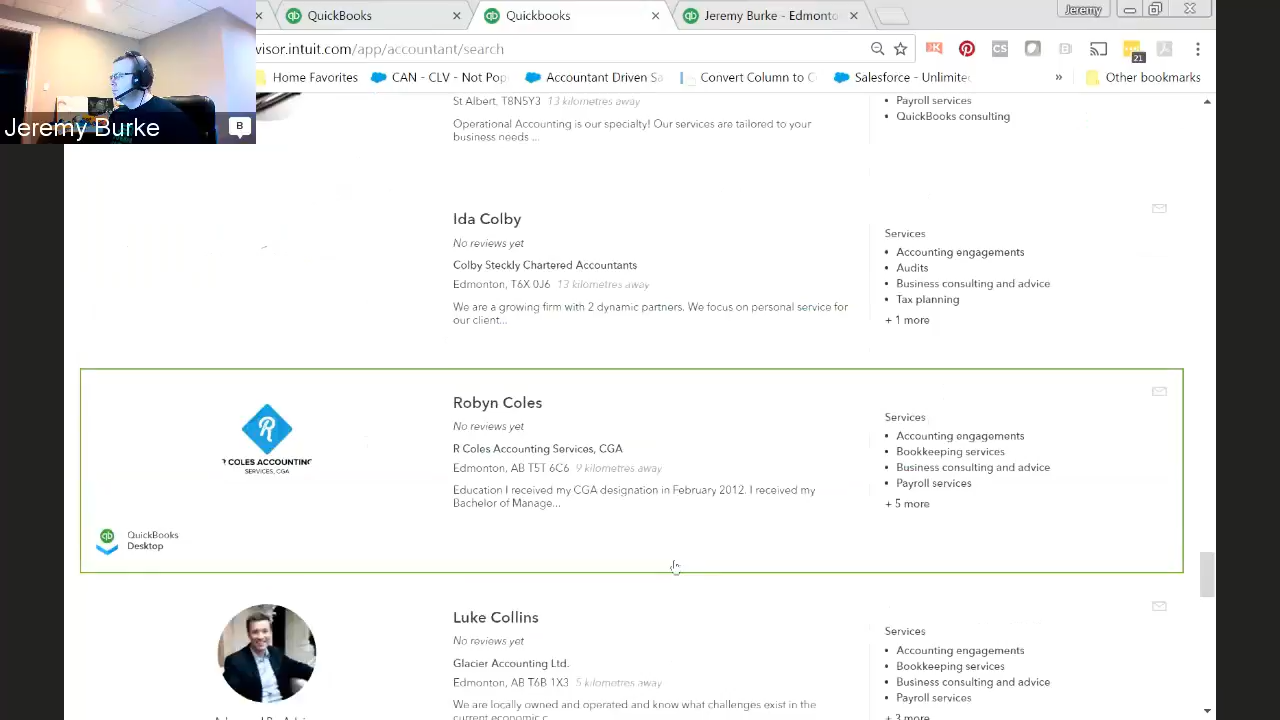 QuickBooks
Quickbooks
Jeremy Burke - Edmonto
Jeremy
visor.intuit.com/app/accountant/search
21
Home Favorites
CAN - CLV - Not Pop
Accountant Driven Sa
Convert Column to C
Salesforce - Unlimite
»
Other bookmarks
Jeremy Burke
B
St Albert, T8N5Y3 13 kilometres away
Operational Accounting is our specialty! Our services are tailored to your
business needs ...
• Payroll services
• QuickBooks consulting
Ida Colby
No reviews yet
Colby Steckly Chartered Accountants
Edmonton, T6X 0J6 13 kilometres away
We are a growing firm with 2 dynamic partners. We focus on personal service for
our client...
Services
• Accounting engagements
• Audits
• Business consulting and advice
• Tax planning
+ 1 more
R
R COLES ACCOUNTING
SERVICES, CGA
QuickBooks
Desktop
Robyn Coles
No reviews yet
R Coles Accounting Services, CGA
Edmonton, AB T5T 6C6 9 kilometres away
Education I received my CGA designation in February 2012. I received my
Bachelor of Manage...
Services
• Accounting engagements
• Bookkeeping services
• Business consulting and advice
• Payroll services
+ 5 more
Luke Collins
No reviews yet
Glacier Accounting Ltd.
Edmonton, AB T6B 1X3 5 kilometres away
We are locally owned and operated and know what challenges exist in the
current economic c
Services
• Accounting engagements
• Bookkeeping services
• Business consulting and advice
• Payroll services
+ 3 more